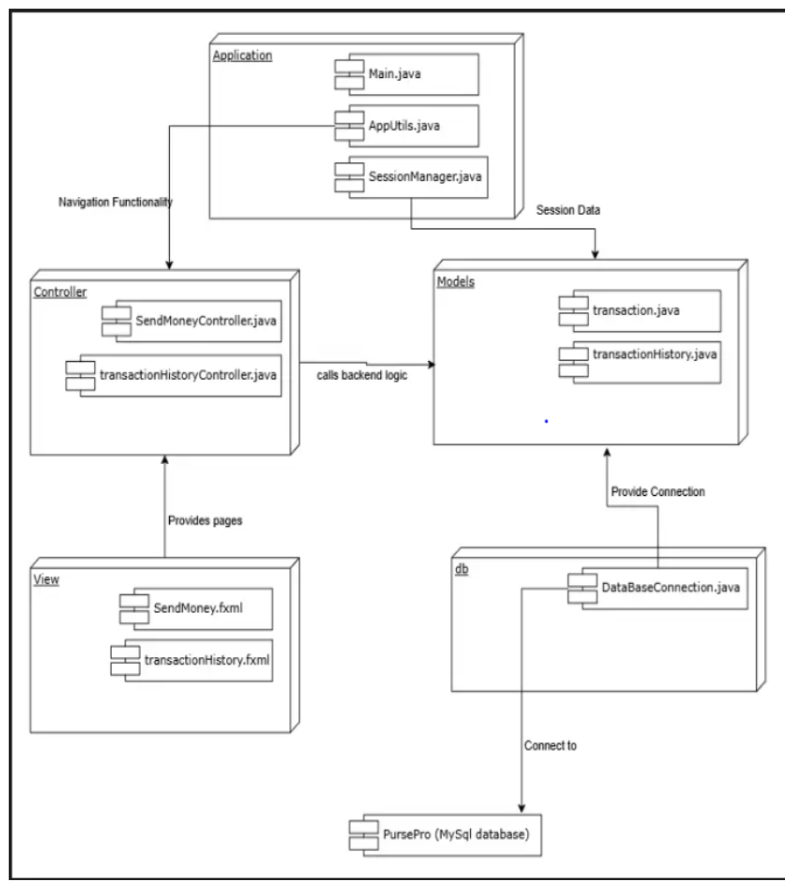 Application
Main.java
AppUtils.java
SessionManager.java
Navigation Functionality
Session Data
Controller
SendMoneyController.java
transactionHistoryController.java
calls backend logic
Models
transaction.java
transactionHistory.java
Provides pages
Provide Connection
View
SendMoney.fxml
transactionHistory.fxml
db
DataBaseConnection.java
Connect to
PursePro (MySql database)